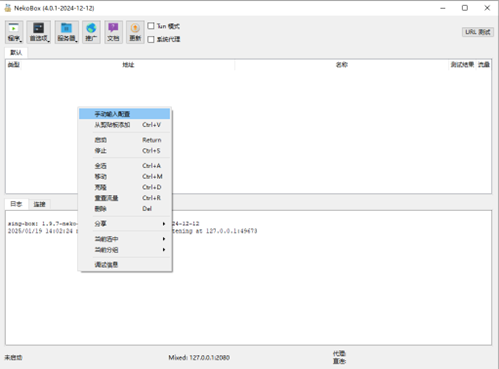 NekoBox (4.0.1-2024-12-12)
程序 首选项 服务器 推广 文档 更新 Tun 模式 系统代理 URL 测试
默认
类型 地址 名称 测试结果 流量
手动输入配置
从剪贴板添加 Ctrl+V
启动 Return
停止 Ctrl+S
全选 Ctrl+A
移动 Ctrl+M
克隆 Ctrl+D
重置流量 Ctrl+R
删除 Del
分享
当前选中
当前分组
调试信息
日志 连接
sing-box: 1.8.7-neko- 24-12-12
2025/01/19 14:02:24 tening at 127.0.0.1:49673
未启动 Mixed: 127.0.0.1:2080 代理:
直连: